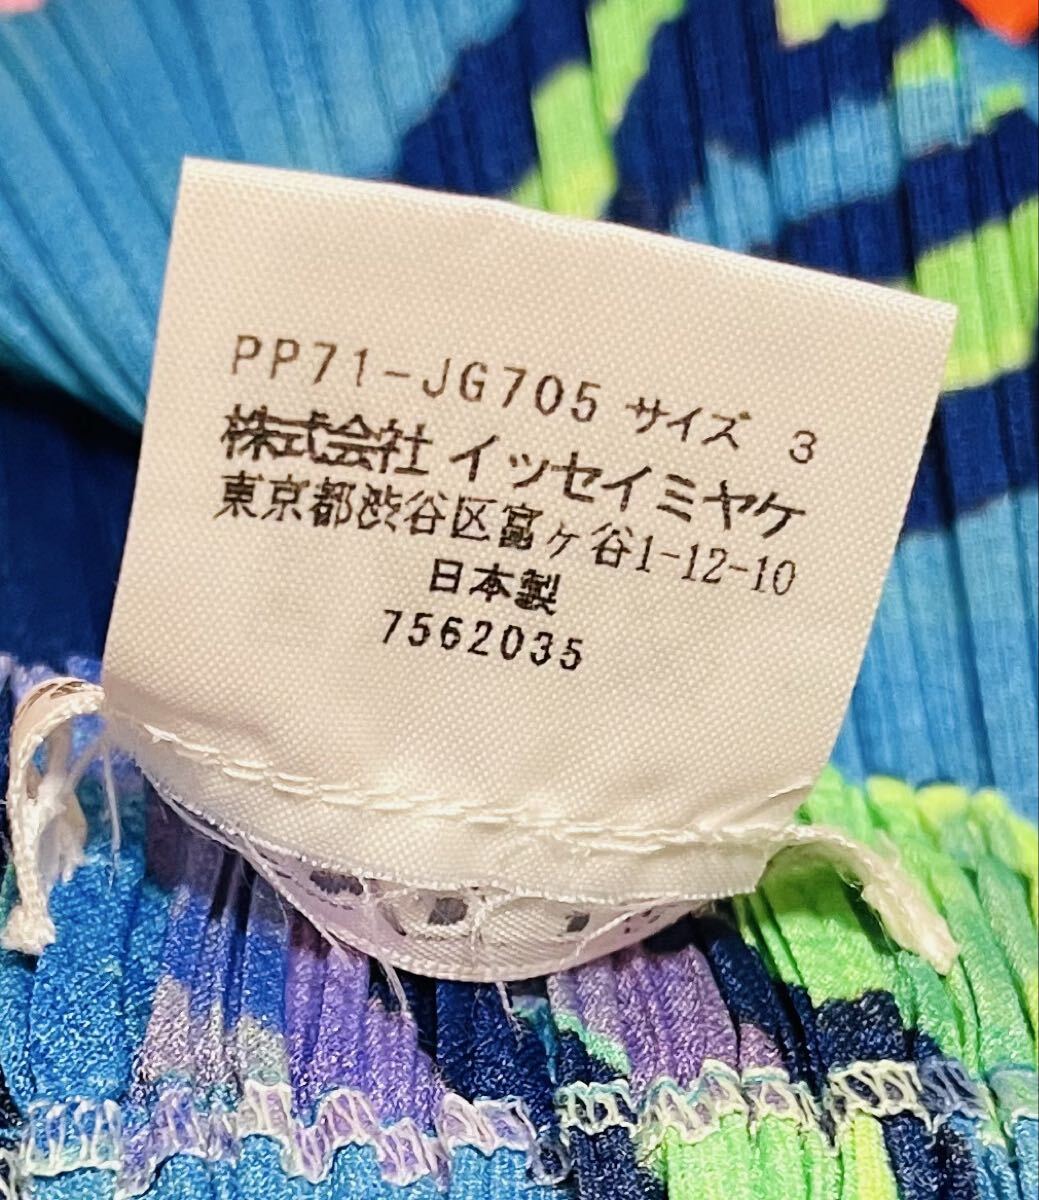 PP71-JG705 サイズ 3
株式会社 イッセイミヤケ
東京都渋谷区富ヶ谷1-12-10
日本製
7562035